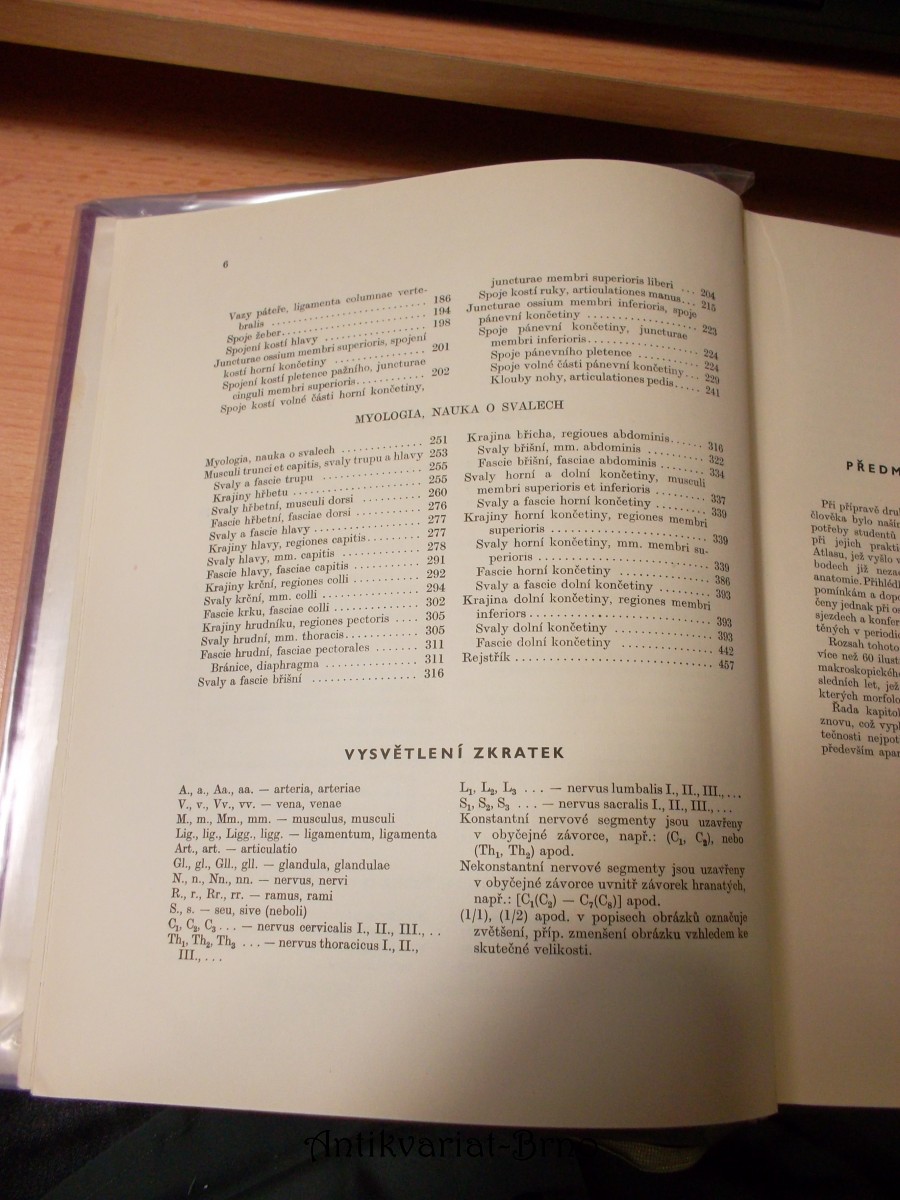 6
Vazy páteře, ligamenta columnae verte-
bralis . . . . . . . . . . . . . . . . . . . . 186
Spoje žeber . . . . . . . . . . . . . . . . 194
Spojení kostí hlavy . . . . . . . . . . . . 198
Juncturae ossium membri superioris, spojení
kostí horní končetiny . . . . . . . . . . . 201
Spojení kostí pletence pažního, juncturae
cinguli membri superioris . . . . . . . . . 202
Spoje kostí volné části horní končetiny,
juncturae membri superioris liberi . . . 204
Spoje kostí ruky, articulationes manus . . . 215
Juncturae ossium membri inferioris, spoje
pánevní končetiny . . . . . . . . . . . . . 223
Spoje pánevní končetiny, juncturae
membri inferioris . . . . . . . . . . . . . 224
Spoje pánevního pletence . . . . . . . . . 224
Spoje volné části pánevní končetiny . . . 229
Klouby nohy, articulationes pedis . . . . . 241
MYOLOGIA, NAUKA O SVALECH
Myologia, nauka o svalech . . . . . . . . . 251
Musculi trunci et capitis, svaly trupu a hlavy 253
Svaly a fascie trupu . . . . . . . . . . . . 255
Krajiny hřbetu . . . . . . . . . . . . . . . 255
Svaly hřbetní, musculi dorsi . . . . . . . . 260
Fascie hřbetní, fasciae dorsi . . . . . . . . 276
Svaly a fascie hlavy . . . . . . . . . . . . 277
Krajiny hlavy, regiones capitis . . . . . . . 277
Svaly hlavy, mm. capitis . . . . . . . . . . 278
Fascie hlavy, fasciae capitis . . . . . . . . 291
Krajiny krční, regiones colli . . . . . . . . 292
Svaly krční, mm. colli . . . . . . . . . . . 294
Fascie krku, fasciae colli . . . . . . . . . . 302
Krajiny hrudníku, regiones pectoris . . . . 305
Svaly hrudní, mm. thoracis . . . . . . . . . 305
Fascie hrudní, fasciae pectorales . . . . . . 311
Bránice, diaphragma . . . . . . . . . . . . 311
Svaly a fascie břišní . . . . . . . . . . . . 316
Krajina břicha, regioues abdominis . . . . . 316
Svaly břišní, mm. abdominis . . . . . . . . 322
Fascie břišní, fasciae abdominis . . . . . . 334
Svaly horní a dolní končetiny, musculi
membri superioris et inferioris . . . . . . . 337
Svaly a fascie horní končetiny . . . . . . . 339
Krajiny horní končetiny, regiones membri
superioris . . . . . . . . . . . . . . . . . . 339
Svaly horní končetiny, mm. membri su-
perioris . . . . . . . . . . . . . . . . . . . 339
Fascie horní končetiny . . . . . . . . . . . 386
Svaly a fascie dolní končetiny . . . . . . . 393
Krajina dolní končetiny, regiones membri
inferiors . . . . . . . . . . . . . . . . . . . 393
Svaly dolní končetiny . . . . . . . . . . . . 393
Fascie dolní končetiny . . . . . . . . . . . 442
Rejstřík . . . . . . . . . . . . . . . . . . . 457
VYSVĚTLENÍ ZKRATEK
A., a., Aa., aa. — arteria, arteriae
V., v., Vv., vv. — vena, venae
M., m., Mm., mm. — musculus, musculi
Lig., lig., Ligg., ligg. — ligamentum, ligamenta
Art., art. — articulatio
Gl., gl., Gll., gll. — glandula, glandulae
N., n., Nn., nn. — nervus, nervi
R., r., Rr., rr. — ramus, rami
S., s. — seu, sive (neboli)
C₁, C₂, C₃ . . . — nervus cervicalis I., II., III., . .
Th₁, Th₂, Th₃ . . . — nervus thoracicus I., II.,
III., . . .
L₁, L₂, L₃ . . . — nervus lumbalis I., II., III., . . .
S₁, S₂, S₃ . . . — nervus sacralis I., II., III., . . .
Konstantní nervové segmenty jsou uzavřeny
v obyčejné závorce, např.: (C₁, C₂), nebo
(Th₁, Th₂) apod.
Nekonstantní nervové segmenty jsou uzavřeny
v obyčejné závorce uvnitř závorek hranatých,
např.: [C₁(C₂) — C₇(C₈)] apod.
(1/1), (1/2) apod. v popisech obrázků označuje
zvětšení, příp. zmenšení obrázku vzhledem ke
skutečné velikosti.
PŘEDM
Při přípravě dru
člověka bylo naším
potřeby studentů
při jejich prakti
Atlasu, jež vyšlo v
bodech již nezac
anatomie. Přihlédl
pomínkám a dopo
čeny jednak při os
sjezdech a konfer
těných v periodic
Rozsah tohoto
více než 60 ilust
makroskopického
sledních let, jež
kterých morfolo
Řada kapitol
znovu, což vypl
tečnosti nejpot
především apar
Antikvariat-Brno